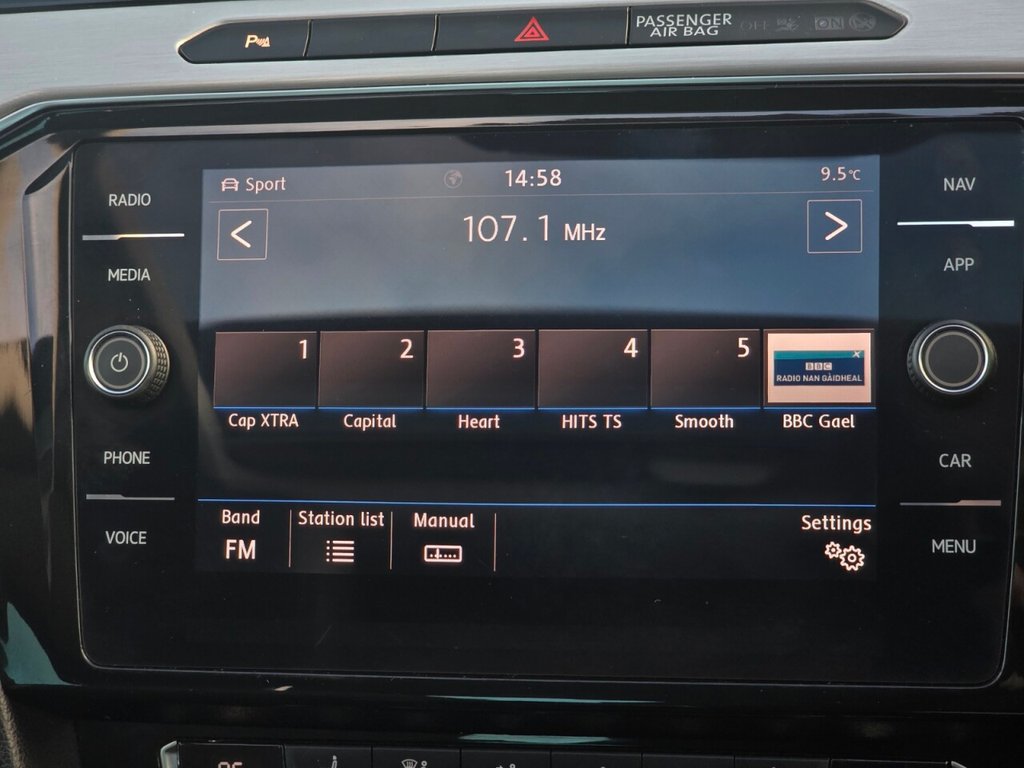 P
PASSENGER
AIR BAG
OFF
ON
RADIO
MEDIA
PHONE
VOICE
Sport
14:58
9.5°C
<
107.1 MHz
>
1
2
3
4
5
BBC
RADIO NAN GÀIDHEAL
Cap XTRA
Capital
Heart
HITS TS
Smooth
BBC Gael
Band
FM
Station list
Manual
Settings
NAV
APP
CAR
MENU